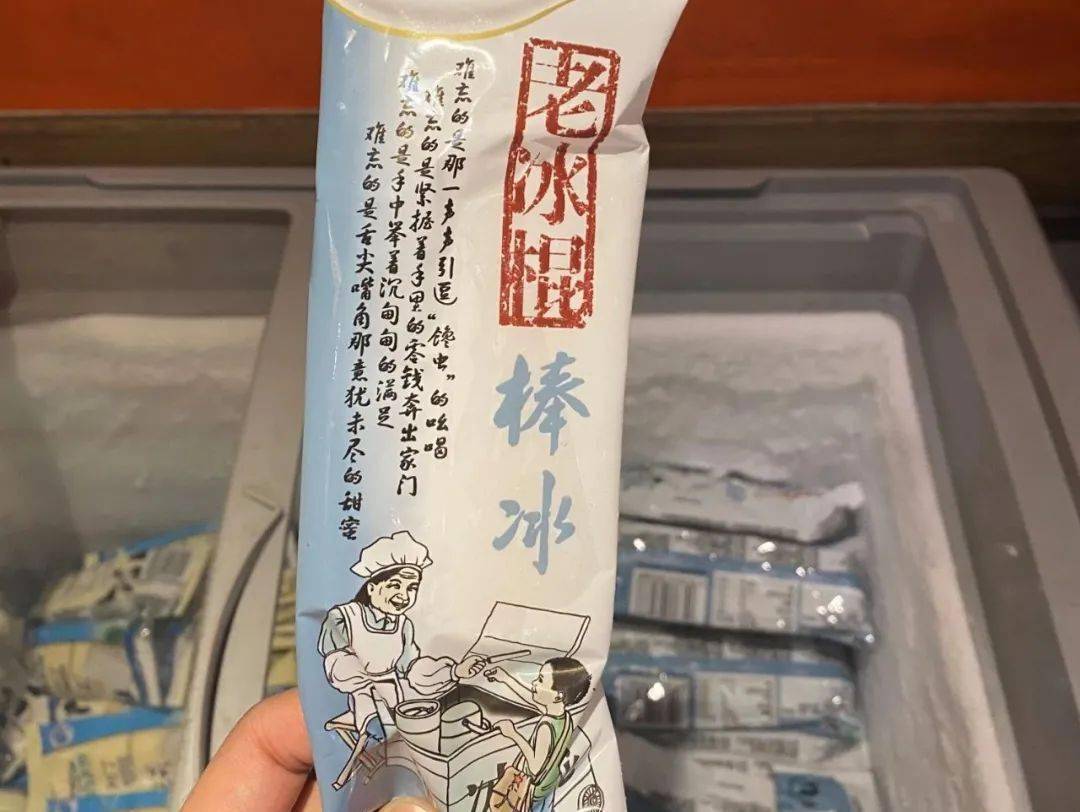 老冰棍
棒冰
难忘的是那一声声引逗“馋虫”的吆喝
难忘的是紧握着手里的零钱奔出家门
难忘的是手中举着沉甸甸的满足
难忘的是舌尖嘴角那意犹未尽的甜蜜
冰